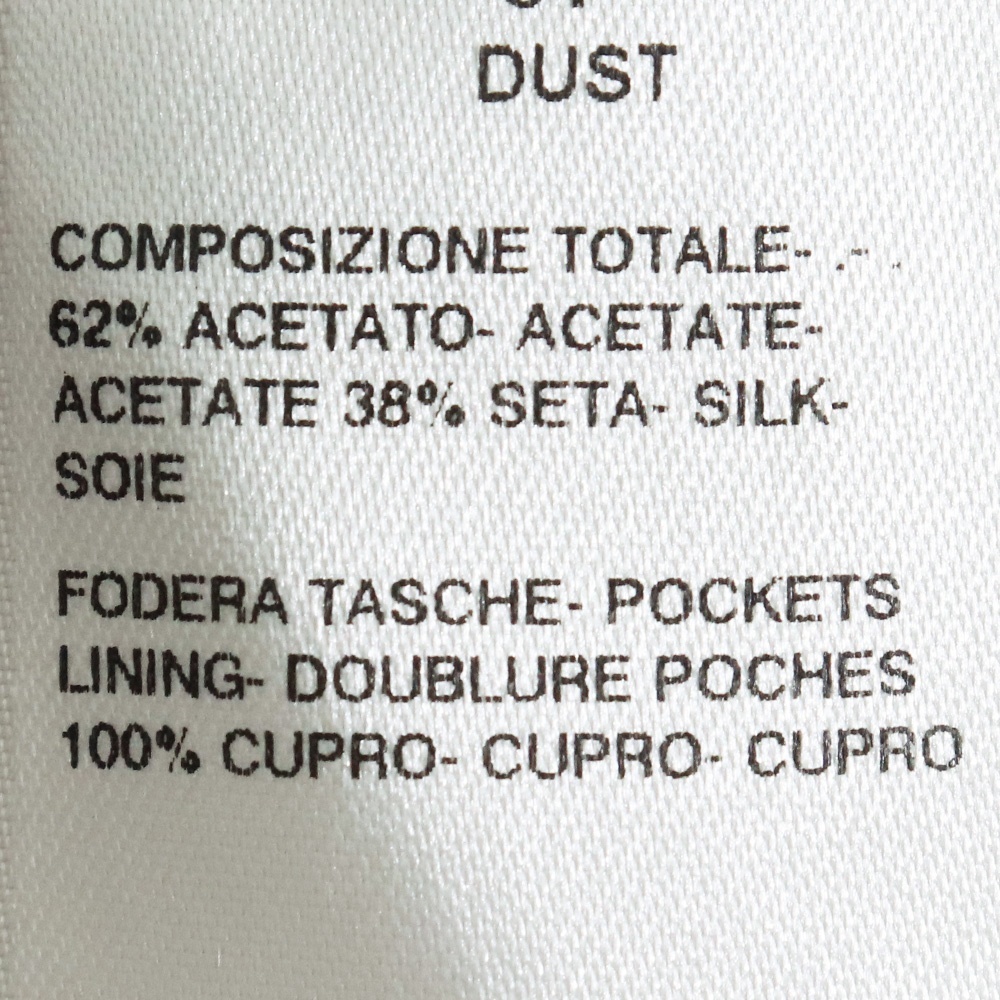 DUST
COMPOSIZIONE TOTALE- .- .
62% ACETATO- ACETATE-
ACETATE 38% SETA- SILK-
SOIE
FODERA TASCHE- POCKETS
LINING- DOUBLURE POCHES
100% CUPRO- CUPRO- CUPRO